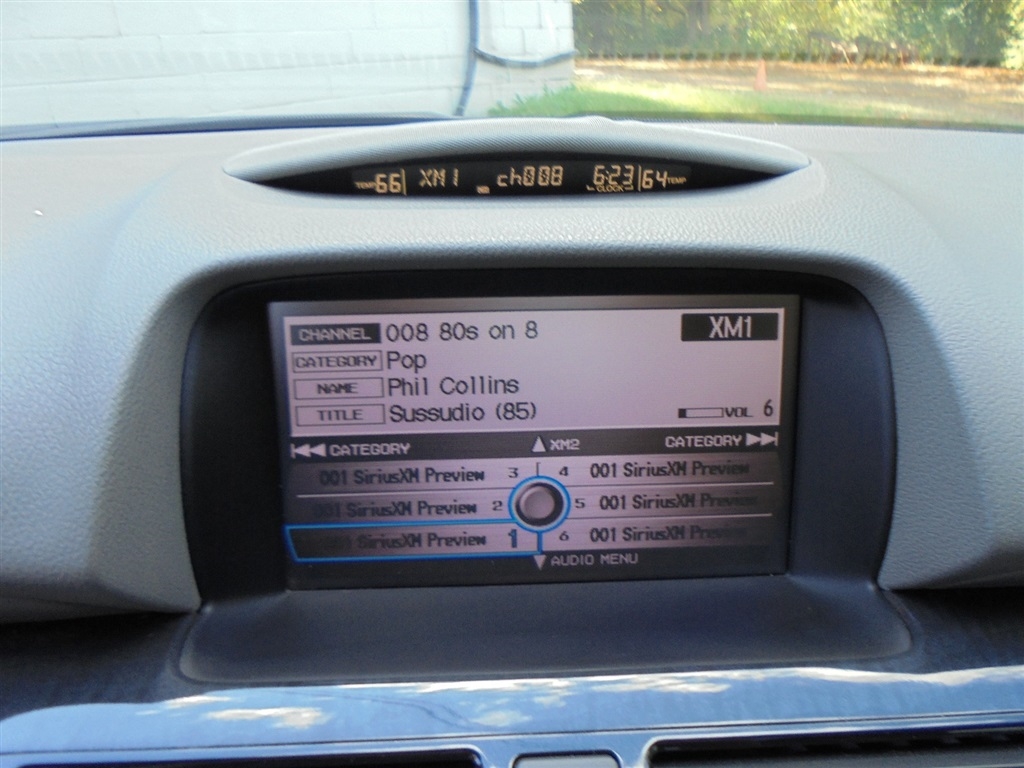 TEMP 66 XM1 ch008 6:23 CLOCK 64 TEMP
CHANNEL 008 80s on 8 XM1
CATEGORY Pop
NAME Phil Collins
TITLE Sussudio (85) VOL 6
CATEGORY XM2 CATEGORY
001 SiriusXM Preview 3 4 001 SiriusXM Preview
001 SiriusXM Preview 2 5 001 SiriusXM Preview
001 SiriusXM Preview 1 6 001 SiriusXM Preview
AUDIO MENU